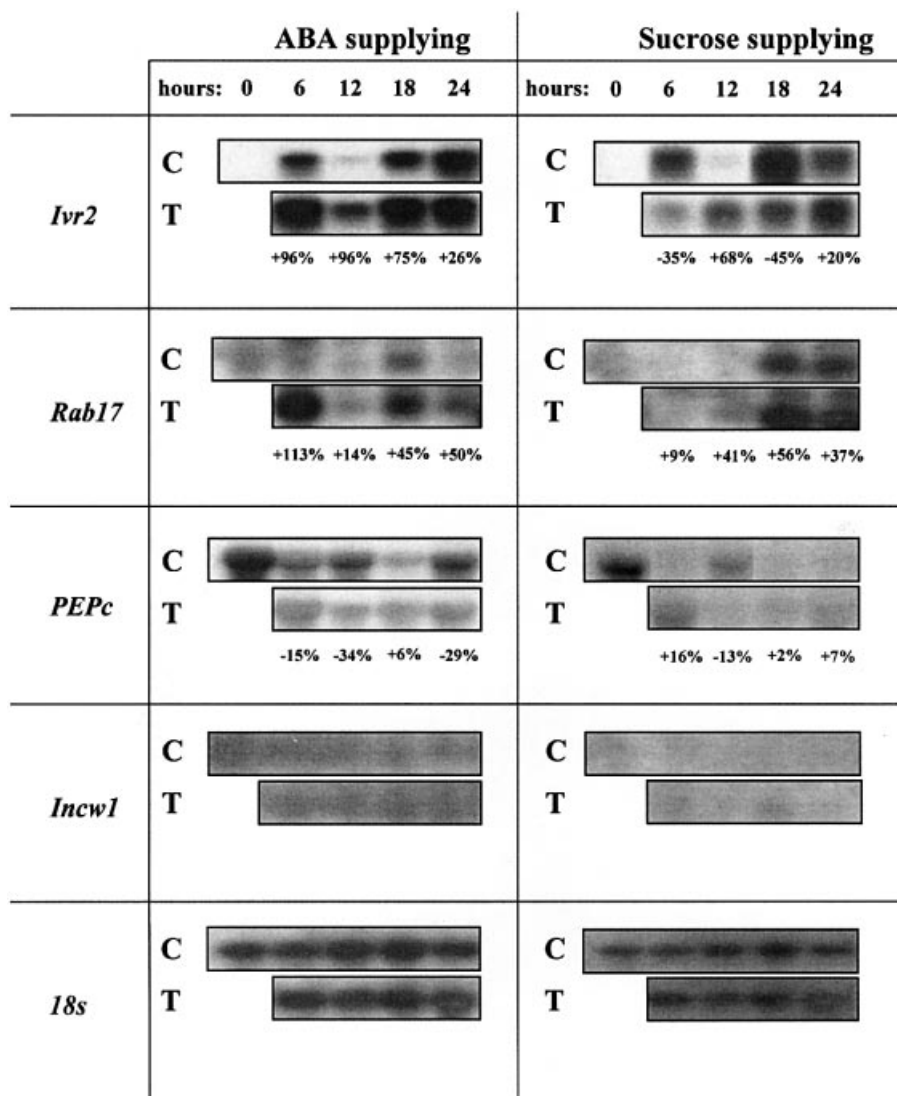 ABA supplying Sucrose supplying
hours: 0 6 12 18 24 hours: 0 6 12 18 24
C C
Ivr2
T T
+96% +96% +75% +26% -35% +68% -45% +20%
C C
Rab17
T T
+113% +14% +45% +50% +9% +41% +56% +37%
C C
PEPc
T T
-15% -34% +6% -29% +16% -13% +2% +7%
C C
Incw1
T T
C C
18s
T T